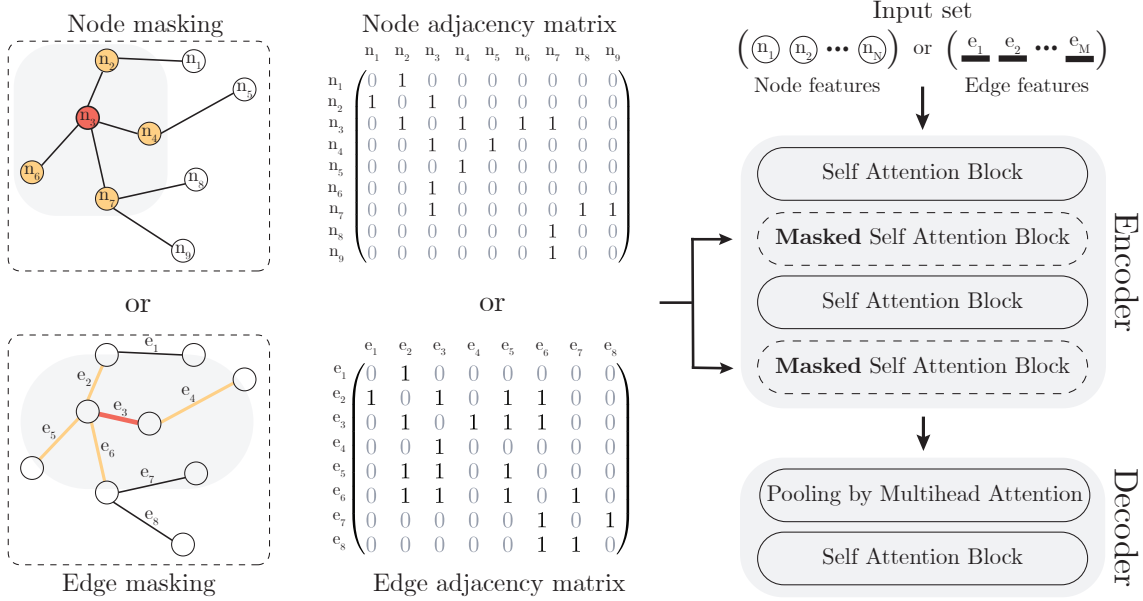 Node masking
n1
n2
n5
n3
n4
n6
n8
n7
n9
or
e1
e2
e3
e4
e5
e6
e7
e8
Edge masking
Node adjacency matrix
n1 n2 n3 n4 n5 n6 n7 n8 n9
n1 0 1 0 0 0 0 0 0 0
n2 1 0 1 0 0 0 0 0 0
n3 0 1 0 1 0 1 1 0 0
n4 0 0 1 0 1 0 0 0 0
n5 0 0 0 1 0 0 0 0 0
n6 0 0 1 0 0 0 0 0 0
n7 0 0 1 0 0 0 0 1 1
n8 0 0 0 0 0 0 1 0 0
n9 0 0 0 0 0 0 1 0 0
or
e1 e2 e3 e4 e5 e6 e7 e8
e1 0 1 0 0 0 0 0 0
e2 1 0 1 0 1 1 0 0
e3 0 1 0 1 1 1 0 0
e4 0 0 1 0 0 0 0 0
e5 0 1 1 0 1 0 0 0
e6 0 1 1 0 1 0 1 0
e7 0 0 0 0 0 1 0 1
e8 0 0 0 0 0 1 1 0
Edge adjacency matrix
Input set
(n1 n2 ••• nN) or (e1 e2 ••• eM)
Node features Edge features
Self Attention Block
Masked Self Attention Block
Self Attention Block
Masked Self Attention Block
Encoder
Pooling by Multihead Attention
Self Attention Block
Decoder